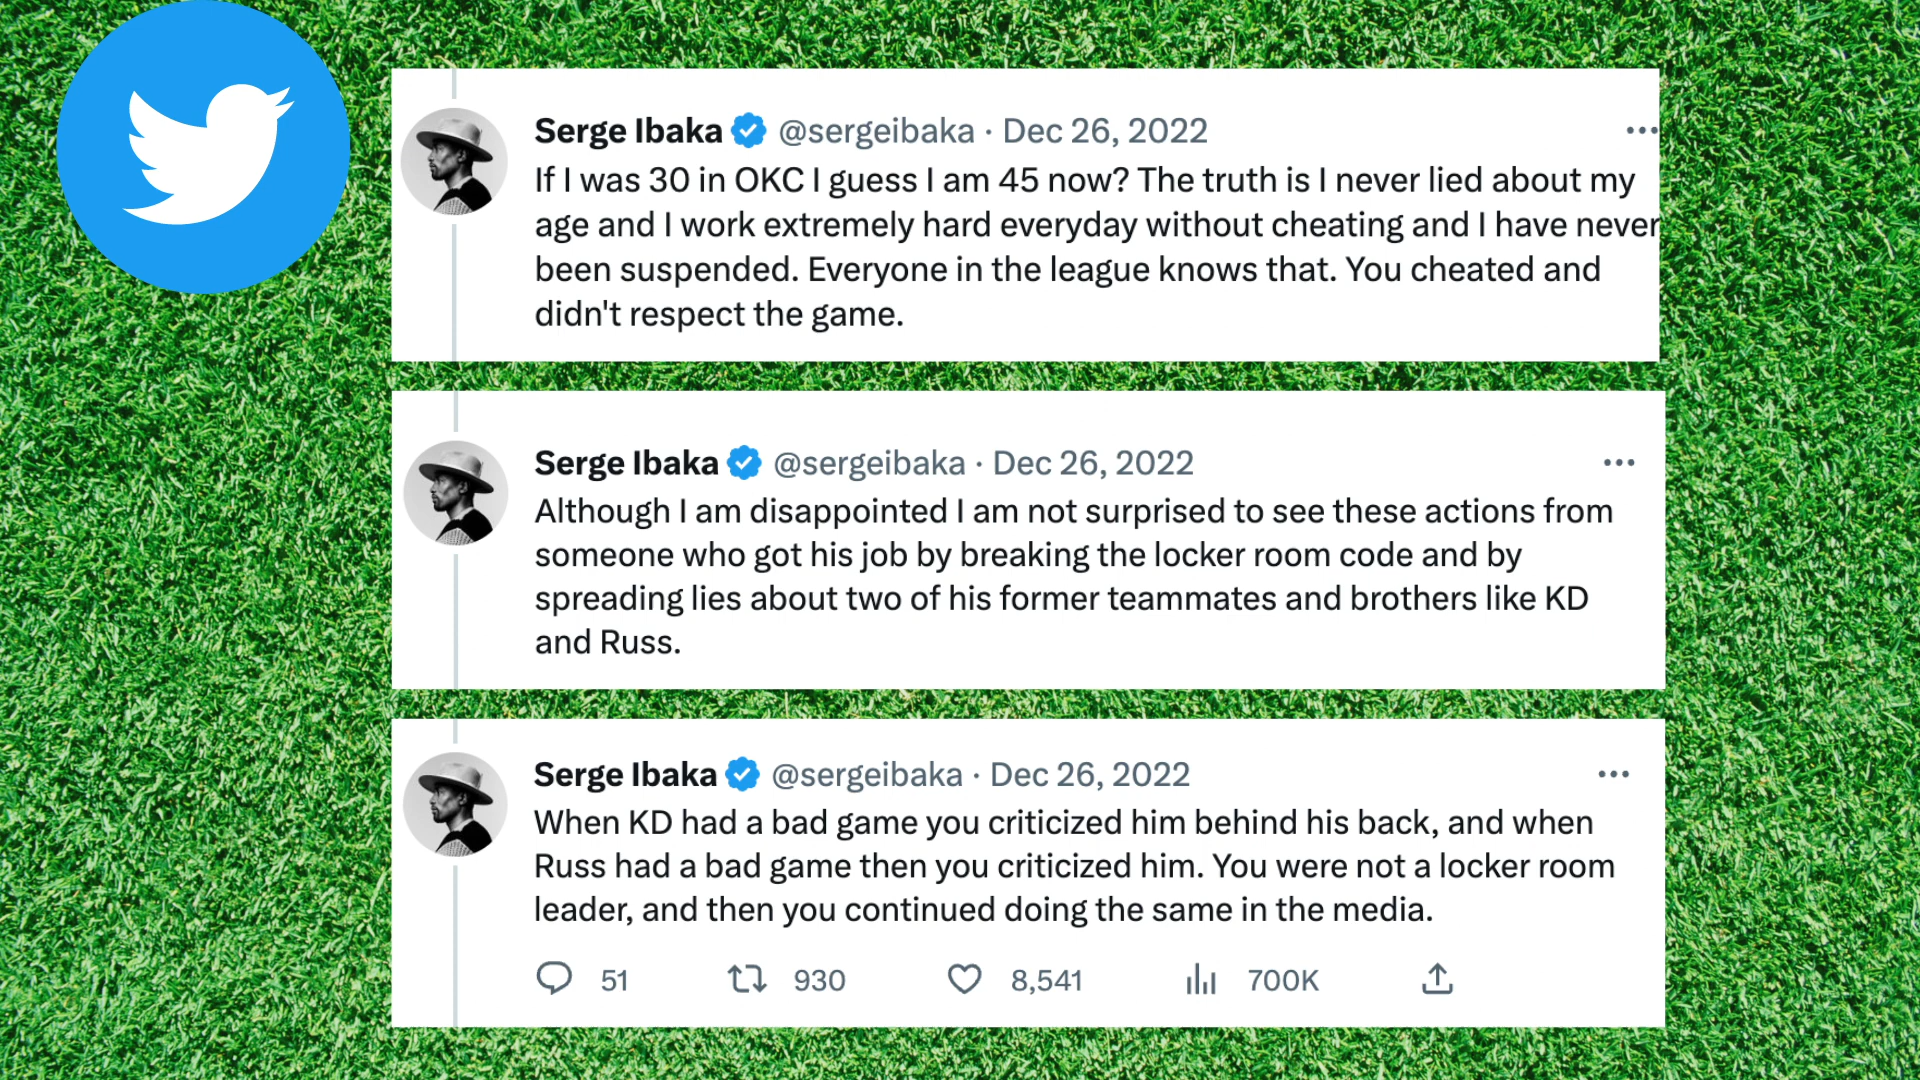 Serge Ibaka @sergeibaka · Dec 26, 2022
If I was 30 in OKC I guess I am 45 now? The truth is I never lied about my
age and I work extremely hard everyday without cheating and I have never
been suspended. Everyone in the league knows that. You cheated and
didn't respect the game.
Serge Ibaka @sergeibaka · Dec 26, 2022
Although I am disappointed I am not surprised to see these actions from
someone who got his job by breaking the locker room code and by
spreading lies about two of his former teammates and brothers like KD
and Russ.
Serge Ibaka @sergeibaka · Dec 26, 2022
When KD had a bad game you criticized him behind his back, and when
Russ had a bad game then you criticized him. You were not a locker room
leader, and then you continued doing the same in the media.
51 930 8,541 700K